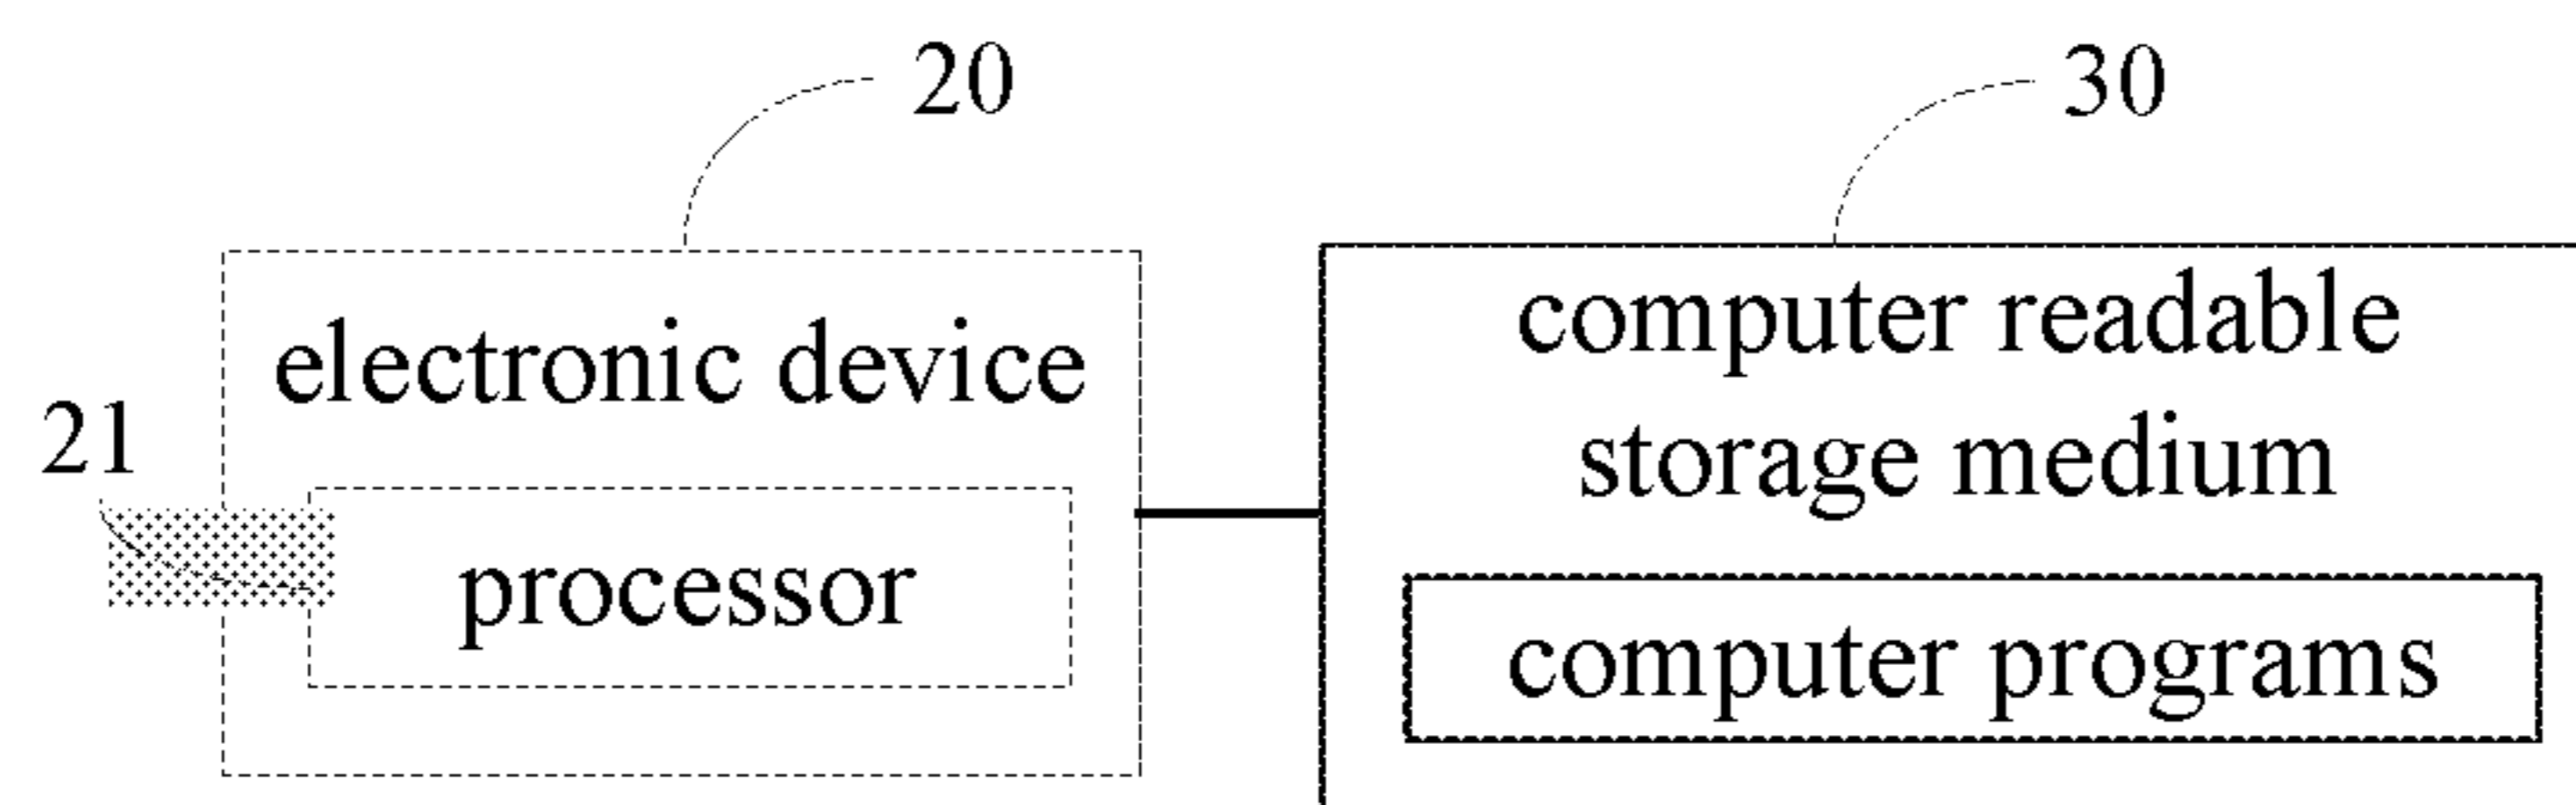 20
30
electronic device
21
processor
computer readable
storage medium
computer programs